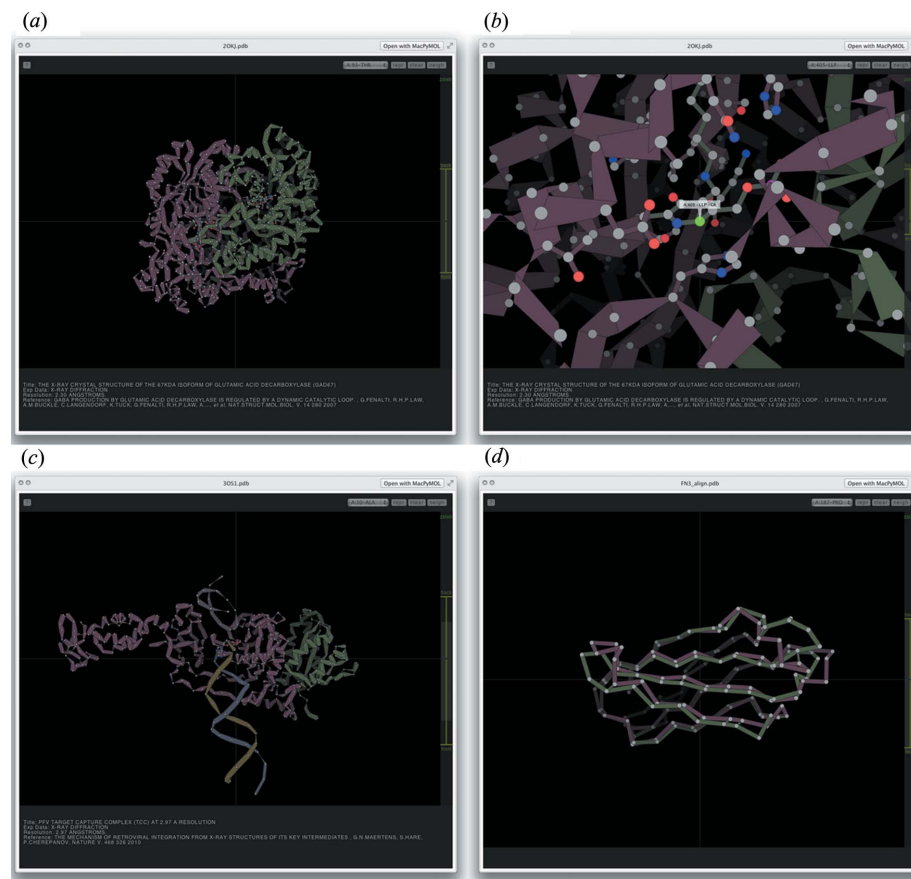 (a)
2OKJ.pdb
Open with MacPyMOL
Title: THE X-RAY CRYSTAL STRUCTURE OF THE 67KDA ISOFORM OF GLUTAMIC ACID DECARBOXYLASE (GAD67)
Exp Data: X-RAY DIFFRACTION
Resolution: 2.30 ANGSTROMS.
Reference: GABA PRODUCTION BY GLUTAMIC ACID DECARBOXYLASE IS REGULATED BY A DYNAMIC CATALYTIC LOOP. , G.FENALTI, R.H.P.LAW,
A.M.BUCKLE, C.LANGENDORF, K.TUCK, G.FENALTI, R.H.P.LAW, A..., et al. NAT.STRUCT.MOL.BIOL. V. 14 280 2007
(b)
2OKJ.pdb
Open with MacPyMOL
Title: THE X-RAY CRYSTAL STRUCTURE OF THE 67KDA ISOFORM OF GLUTAMIC ACID DECARBOXYLASE (GAD67)
Exp Data: X-RAY DIFFRACTION
Resolution: 2.30 ANGSTROMS.
Reference: GABA PRODUCTION BY GLUTAMIC ACID DECARBOXYLASE IS REGULATED BY A DYNAMIC CATALYTIC LOOP. , G.FENALTI, R.H.P.LAW,
A.M.BUCKLE, C.LANGENDORF, K.TUCK, G.FENALTI, R.H.P.LAW, A..., et al. NAT.STRUCT.MOL.BIOL. V. 14 280 2007
(c)
3OS1.pdb
Open with MacPyMOL
Title: PFV TARGET CAPTURE COMPLEX (TCC) AT 2.97 A RESOLUTION
Exp Data: X-RAY DIFFRACTION
Resolution: 2.97 ANGSTROMS.
Reference: THE MECHANISM OF RETROVIRAL INTEGRATION FROM X-RAY STRUCTURES OF ITS KEY INTERMEDIATES , G.N.MAERTENS, S.HARE,
P.CHEREPANOV, NATURE V. 468 326 2010
(d)
FN3_align.pdb
Open with MacPyMOL